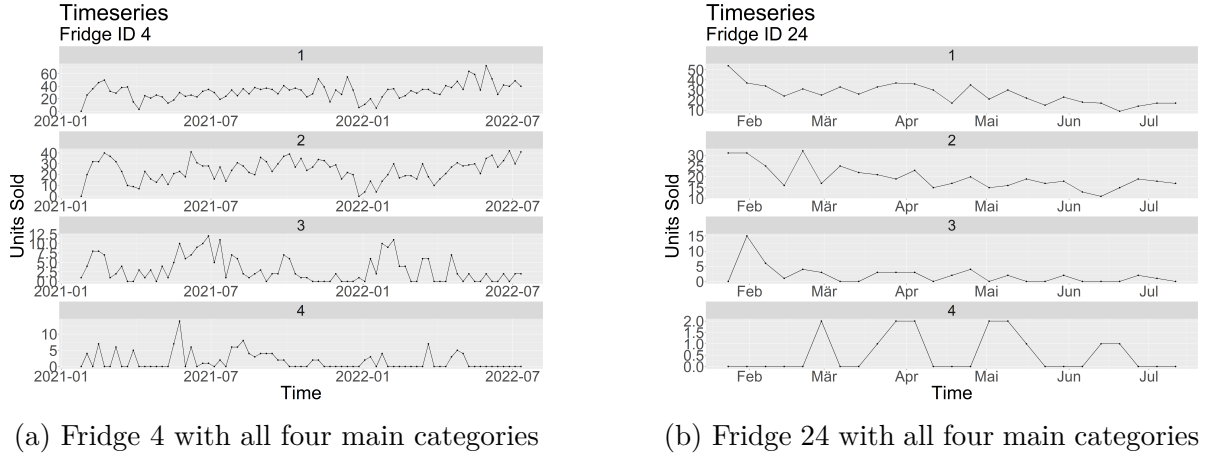 Timeseries
Fridge ID 4
Units Sold
1
60
40
20
0
2021-01 2021-07 2022-01 2022-07
2
40
30
20
10
0
2021-01 2021-07 2022-01 2022-07
3
12.5
10.0
7.5
5.0
2.5
0.0
2021-01 2021-07 2022-01 2022-07
4
10
5
0
2021-01 2021-07 2022-01 2022-07
Time
(a) Fridge 4 with all four main categories
Timeseries
Fridge ID 24
Units Sold
1
50
40
30
20
10
Feb Mär Apr Mai Jun Jul
2
30
25
20
15
10
Feb Mär Apr Mai Jun Jul
3
15
10
5
0
Feb Mär Apr Mai Jun Jul
4
2.0
1.5
1.0
0.5
0.0
Feb Mär Apr Mai Jun Jul
Time
(b) Fridge 24 with all four main categories